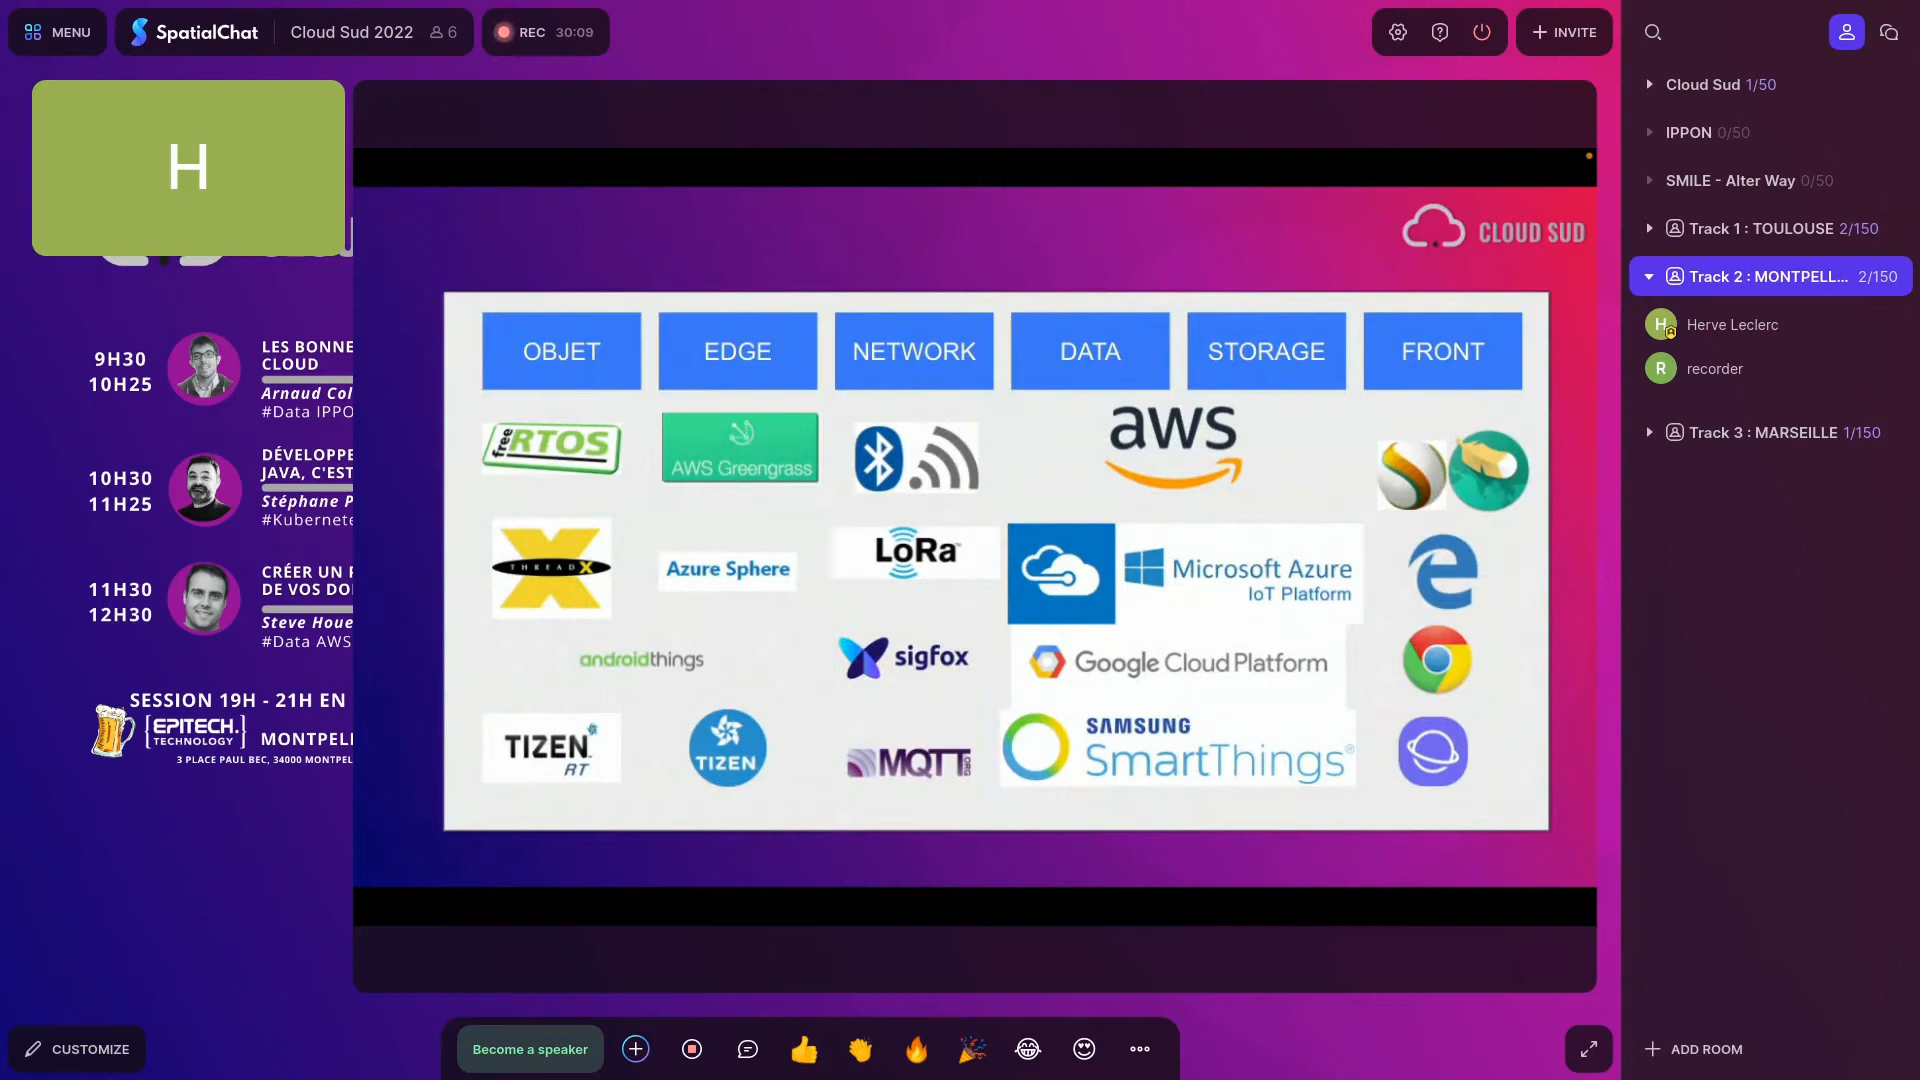 MENU
SpatialChat
Cloud Sud 2022
6
REC 30:09
INVITE
H
CLOUD SUD
9H30
10H25
LES BONNE
CLOUD
Arnaud Col
#Data IPPO
10H30
11H25
DÉVELOPPE
JAVA, C'EST
Stéphane P
#Kubernete
11H30
12H30
CRÉER UN
DE VOS
Steve Houe
#Data AWS
SESSION 19H - 21H EN
{EPITECH.}
TECHNOLOGY
MONTPEL
3 PLACE PAUL BEC, 34000 MONTPEL
OBJET
EDGE
NETWORK
DATA
STORAGE
FRONT
free RTOS
AWS Greengrass
aws
THREADX
Azure Sphere
LoRa™
Microsoft Azure
IoT Platform
androidthings
sigfox
Google Cloud Platform
TIZEN™
RT
TIZEN™
MQTT.ORG
SAMSUNG
SmartThings®
Cloud Sud 1/50
IPPON 0/50
SMILE - Alter Way 0/50
Track 1 : TOULOUSE 2/150
Track 2 : MONTPELL... 2/150
H Herve Leclerc
R recorder
Track 3 : MARSEILLE 1/150
CUSTOMIZE
Become a speaker
ADD ROOM